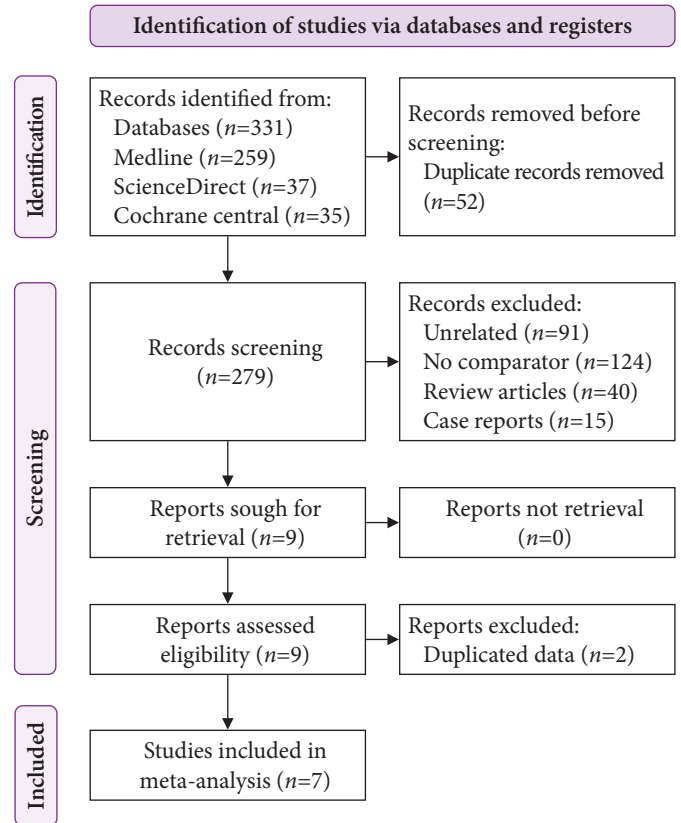 Identification of studies via databases and registers
Identification
Records identified from:
Databases (n=331)
Medline (n=259)
ScienceDirect (n=37)
Cochrane central (n=35)
Records removed before
screening:
Duplicate records removed
(n=52)
Screening
Records screening
(n=279)
Records excluded:
Unrelated (n=91)
No comparator (n=124)
Review articles (n=40)
Case reports (n=15)
Reports sough for
retrieval (n=9)
Reports not retrieval
(n=0)
Reports assessed
eligibility (n=9)
Reports excluded:
Duplicated data (n=2)
Included
Studies included in
meta-analysis (n=7)